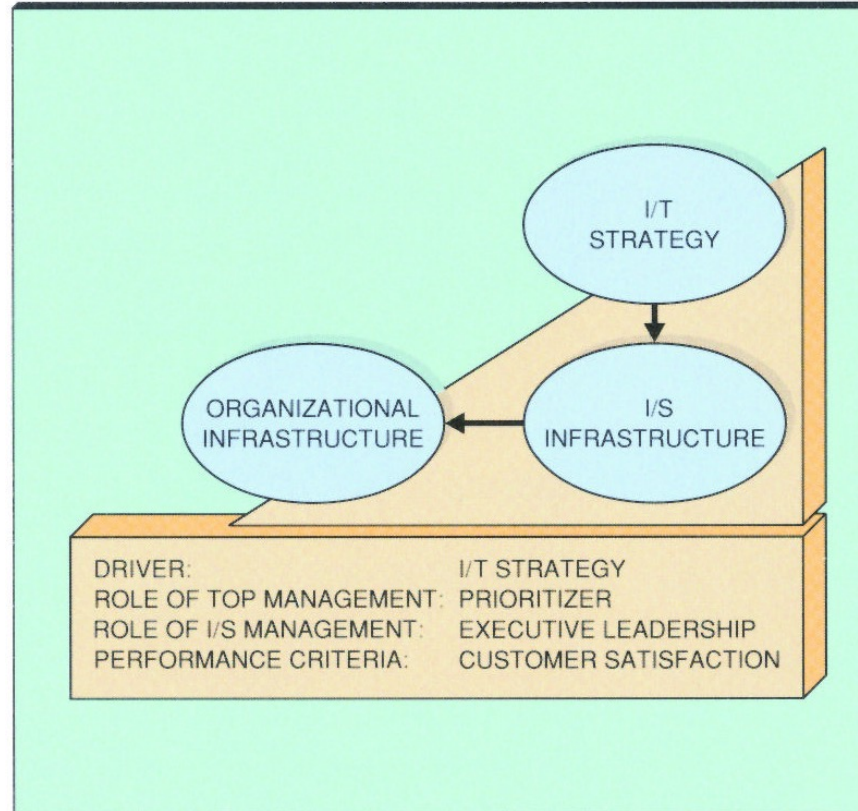 I/T
STRATEGY
ORGANIZATIONAL
INFRASTRUCTURE
I/S
INFRASTRUCTURE
DRIVER: I/T STRATEGY
ROLE OF TOP MANAGEMENT: PRIORITIZER
ROLE OF I/S MANAGEMENT: EXECUTIVE LEADERSHIP
PERFORMANCE CRITERIA: CUSTOMER SATISFACTION